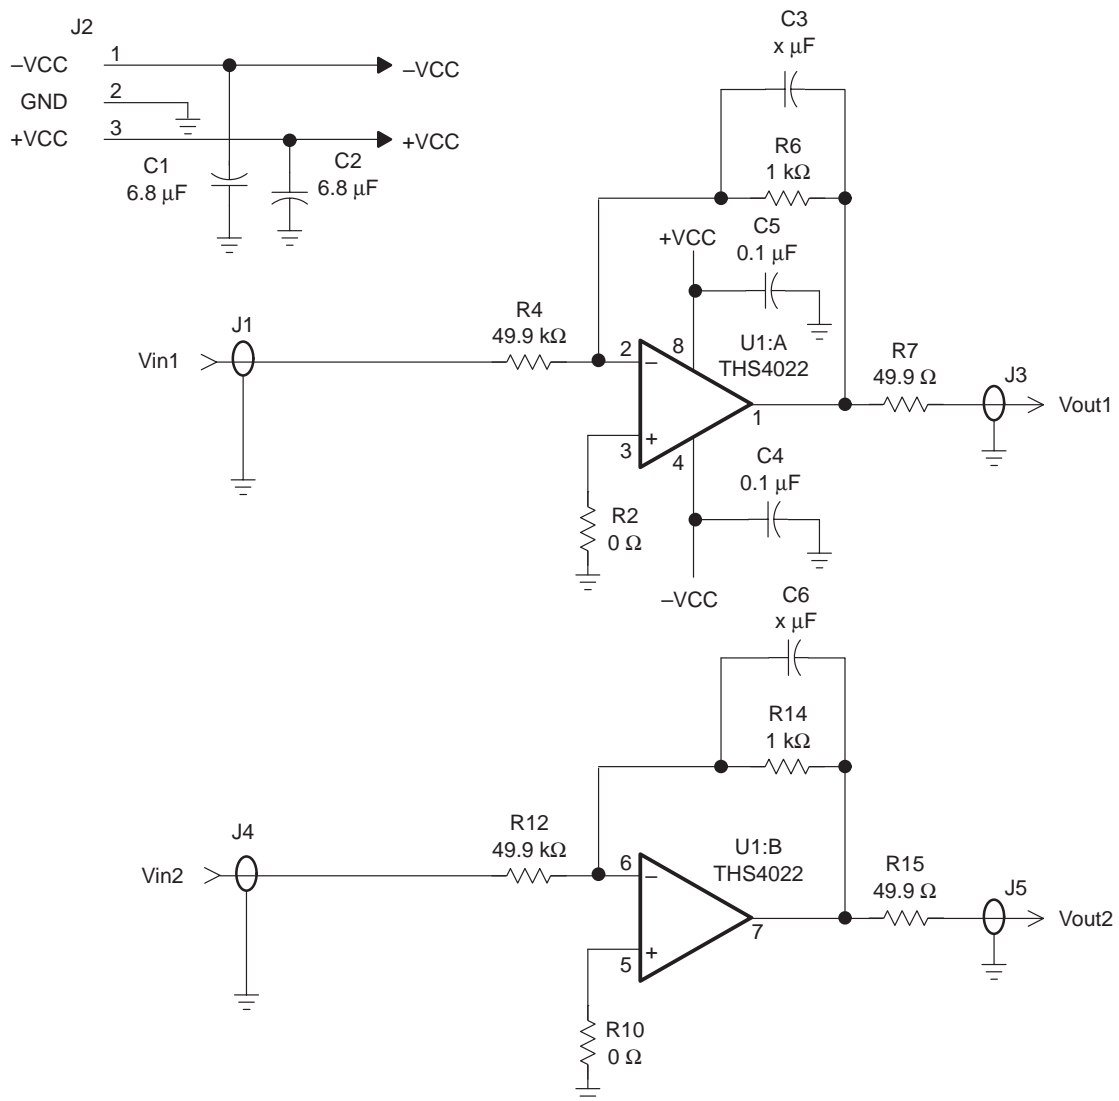 J2
1
–VCC
–VCC
2
GND
3
+VCC
+VCC
C1
6.8 μF
C2
6.8 μF
C3
x μF
R6
1 kΩ
C5
0.1 μF
+VCC
R4
49.9 kΩ
J1
Vin1
2
–
8
U1:A
THS4022
R7
49.9 Ω
J3
Vout1
1
+
3
4
C4
0.1 μF
R2
0 Ω
–VCC
C6
x μF
R14
1 kΩ
R12
49.9 kΩ
J4
Vin2
6
–
U1:B
THS4022
R15
49.9 Ω
J5
Vout2
7
+
5
R10
0 Ω